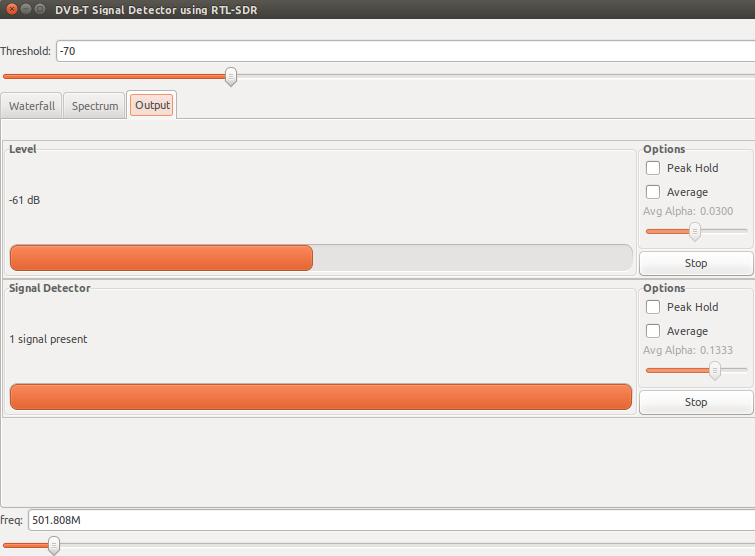 DVB-T Signal Detector using RTL-SDR
Threshold: -70
Waterfall Spectrum Output
Level
-61 dB
Options
Peak Hold
Average
Avg Alpha: 0.0300
Stop
Signal Detector
1 signal present
Options
Peak Hold
Average
Avg Alpha: 0.1333
Stop
freq: 501.808M